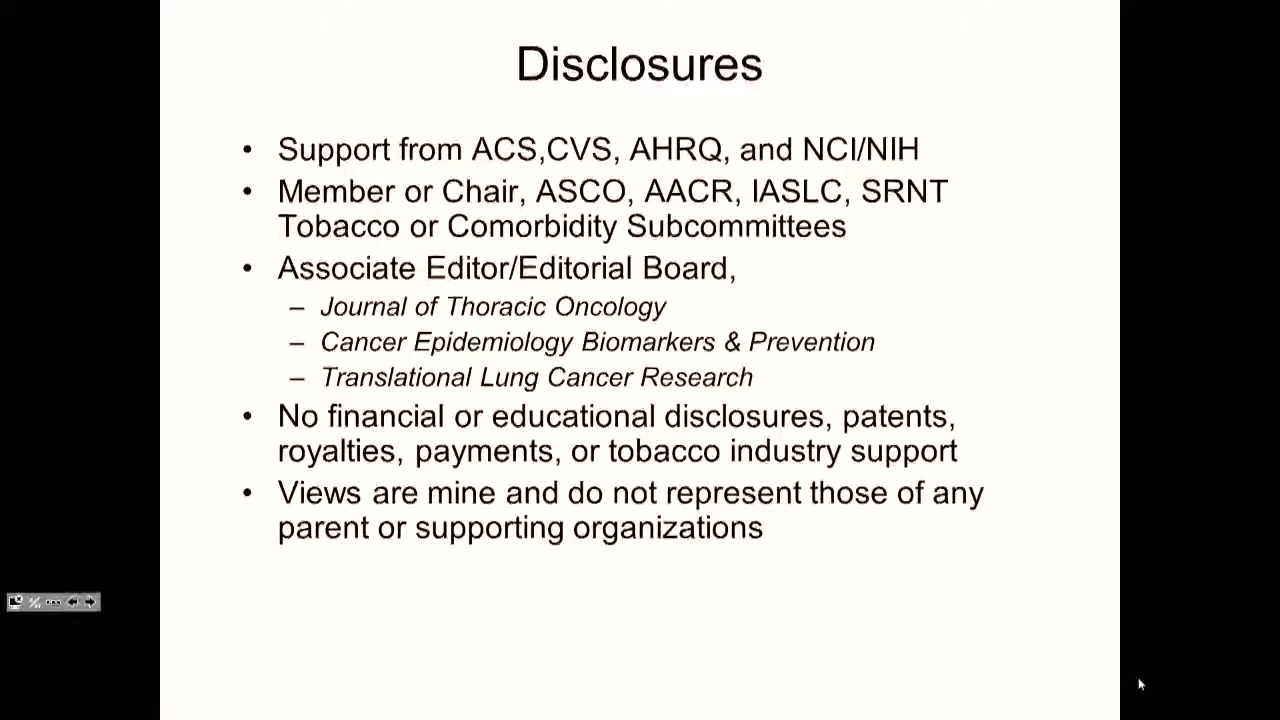 Disclosures
• Support from ACS,CVS, AHRQ, and NCI/NIH
• Member or Chair, ASCO, AACR, IASLC, SRNT
Tobacco or Comorbidity Subcommittees
• Associate Editor/Editorial Board,
– Journal of Thoracic Oncology
– Cancer Epidemiology Biomarkers & Prevention
– Translational Lung Cancer Research
• No financial or educational disclosures, patents,
royalties, payments, or tobacco industry support
• Views are mine and do not represent those of any
parent or supporting organizations